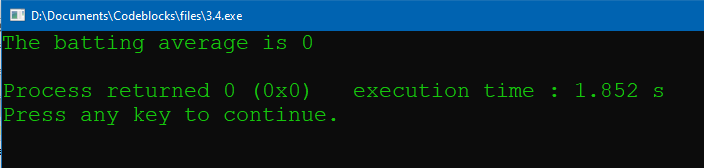 D:\Documents\Codeblocks\files\3.4.exe
The batting average is 0
Process returned 0 (0x0)   execution time : 1.852 s
Press any key to continue.